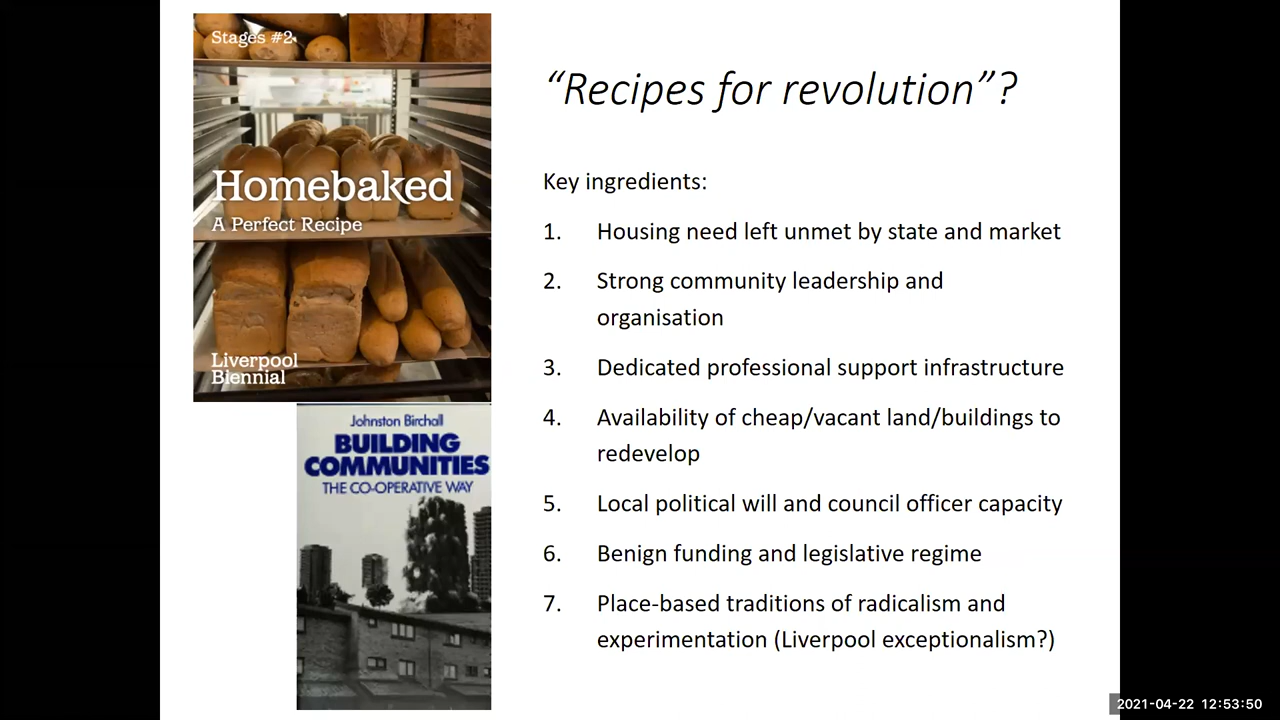 Stages #2
Homebaked
A Perfect Recipe
Liverpool
Biennial
Johnston Birchall
BUILDING
COMMUNITIES
THE CO-OPERATIVE WAY
“Recipes for revolution”?
Key ingredients:
1. Housing need left unmet by state and market
2. Strong community leadership and
organisation
3. Dedicated professional support infrastructure
4. Availability of cheap/vacant land/buildings to
redevelop
5. Local political will and council officer capacity
6. Benign funding and legislative regime
7. Place-based traditions of radicalism and
experimentation (Liverpool exceptionalism?)
2021-04-22 12:53:50